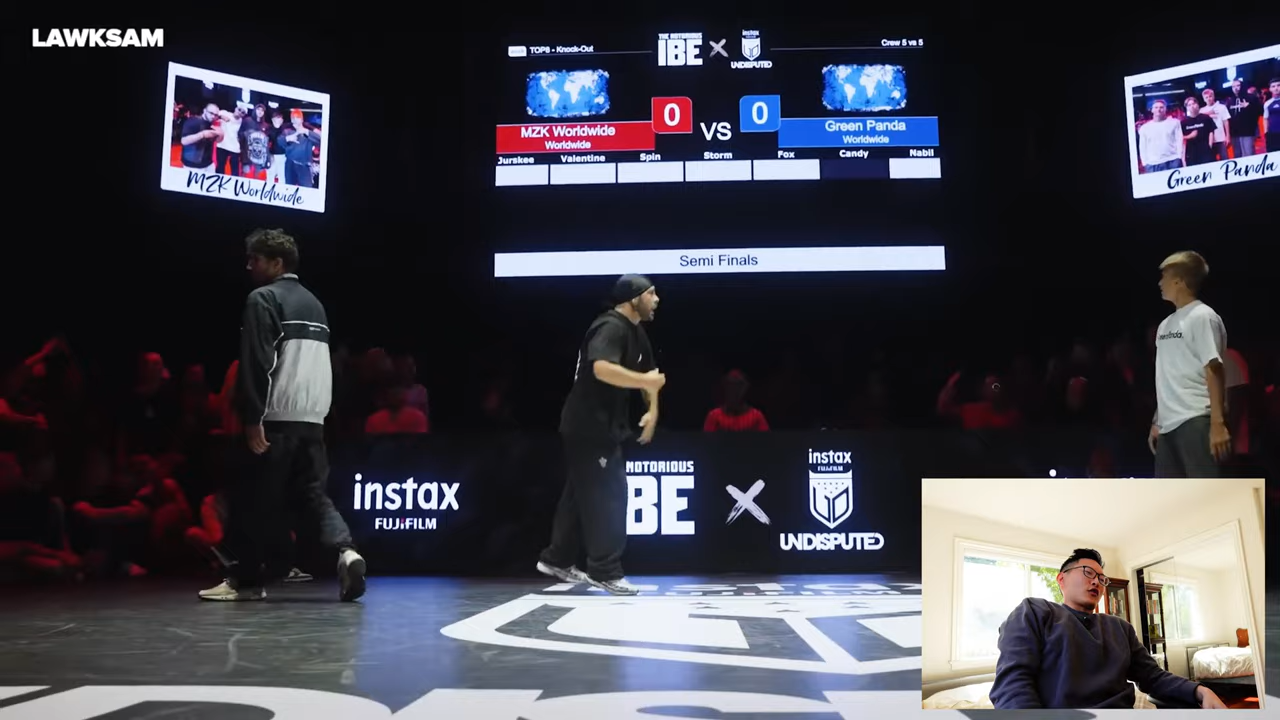 LAWKSAM
TOP8 - Knock-Out
THE NOTORIOUS
IBE
X
instax
UNDISPUTED
Crew 5 vs 5
MZK Worldwide
Worldwide
0
VS
0
Green Panda
Worldwide
Jurskee
Valentine
Spin
Storm
Fox
Candy
Nabil
Semi Finals
MZK Worldwide
Green Panda
instax
FUJIFILM
NOTORIOUS
BE
X
instax
FUJIFILM
UNDISPUTED